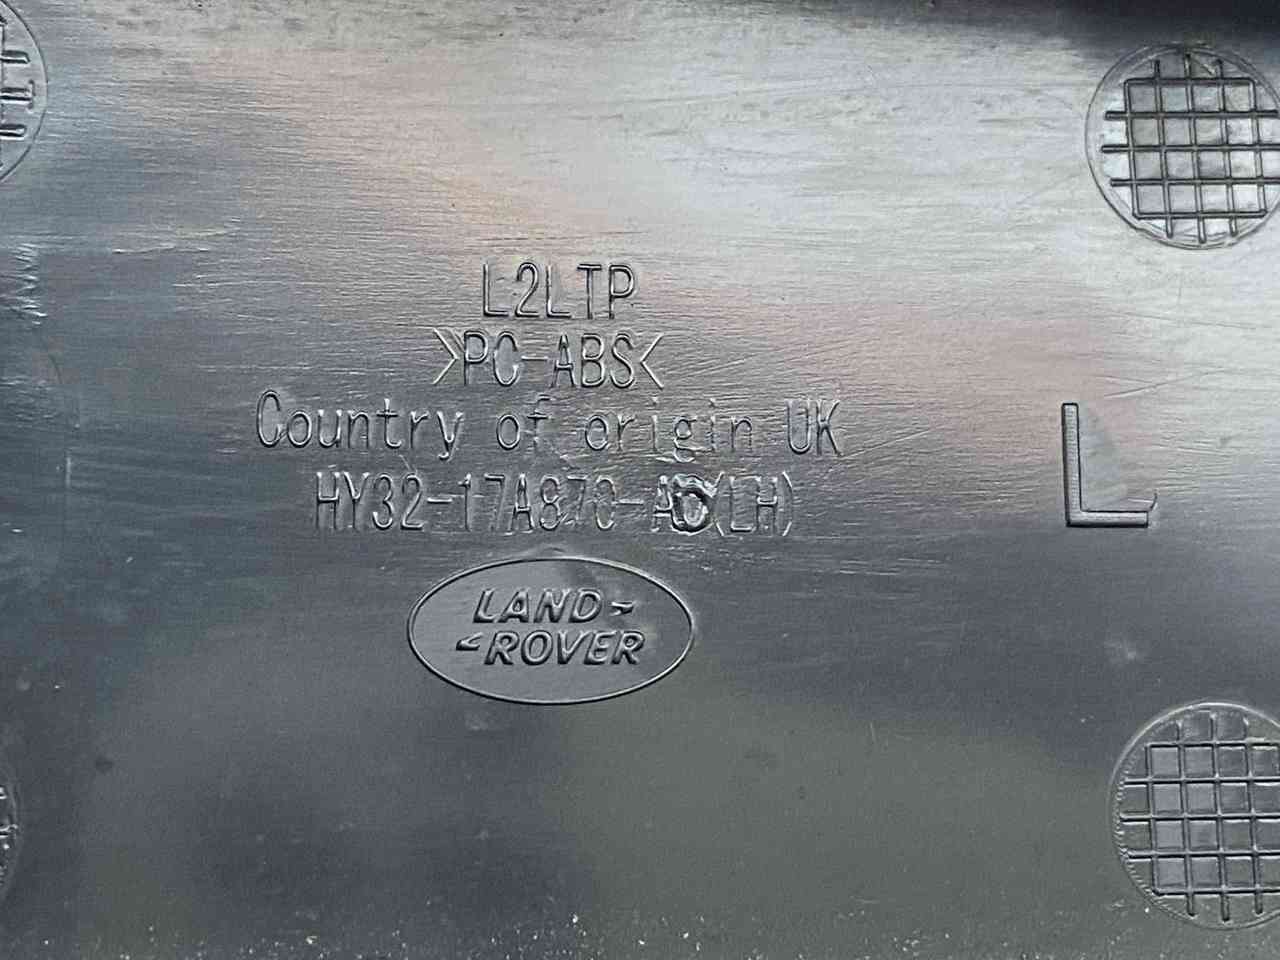 L2LTP
>PC-ABS<
Country of origin UK
HY32-17A870-AC(LH)
L
LAND-
ROVER